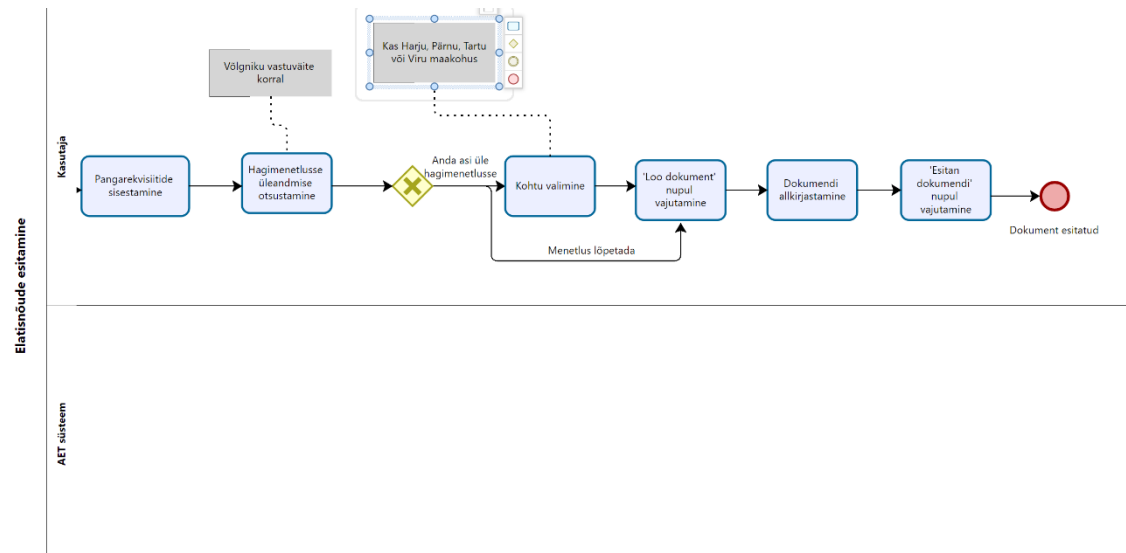 Kas Harju, Pärnu, Tartu
või Viru maakohus
Võlgniku vastuväite
korral
Elatisnõude esitamine
Kasutaja
Pangarekvisiitide
sisestamine
Hagimenetlusse
üleandmise
otsustamine
Anda asi üle
hagimenetlusse
Kohtu valimine
'Loo dokument'
nupul
vajutamine
Dokumendi
allkirjastamine
'Esitan
dokumendi'
nupul
vajutamine
Dokument esitatud
Menetlus lõpetada
AET süsteem